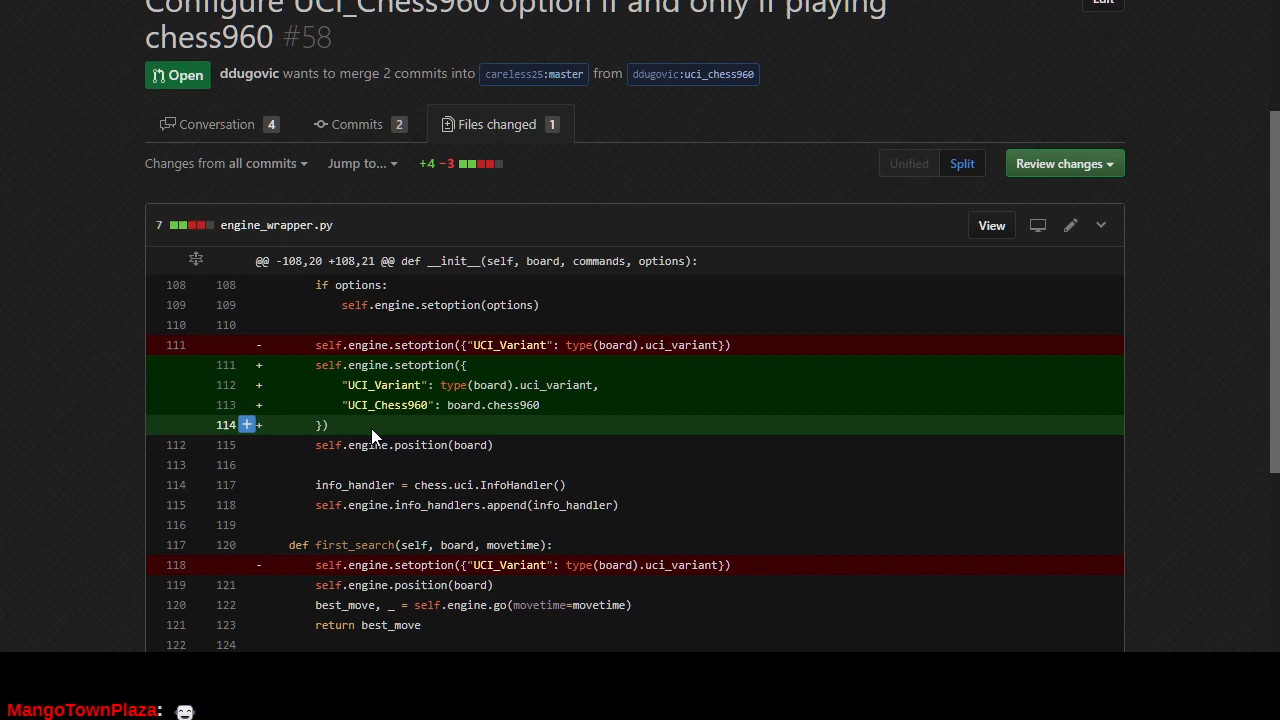 Configure UCI_Chess960 option if and only if playing
Edit
chess960 #58
Open ddugovic wants to merge 2 commits into careless25:master from ddugovic:uci_chess960
Conversation 4 Commits 2 Files changed 1
Changes from all commits Jump to... +4 −3 Unified Split Review changes
7 engine_wrapper.py View
@@ -108,20 +108,21 @@ def __init__(self, board, commands, options):
108 108 if options:
109 109 self.engine.setoption(options)
110 110
111 - self.engine.setoption({"UCI_Variant": type(board).uci_variant})
111 + self.engine.setoption({
112 + "UCI_Variant": type(board).uci_variant,
113 + "UCI_Chess960": board.chess960
114 + + })
112 115 self.engine.position(board)
113 116
114 117 info_handler = chess.uci.InfoHandler()
115 118 self.engine.info_handlers.append(info_handler)
116 119
117 120 def first_search(self, board, movetime):
118 - self.engine.setoption({"UCI_Variant": type(board).uci_variant})
119 121 self.engine.position(board)
120 122 best_move, _ = self.engine.go(movetime=movetime)
121 123 return best_move
122 124
MangoTownPlaza: